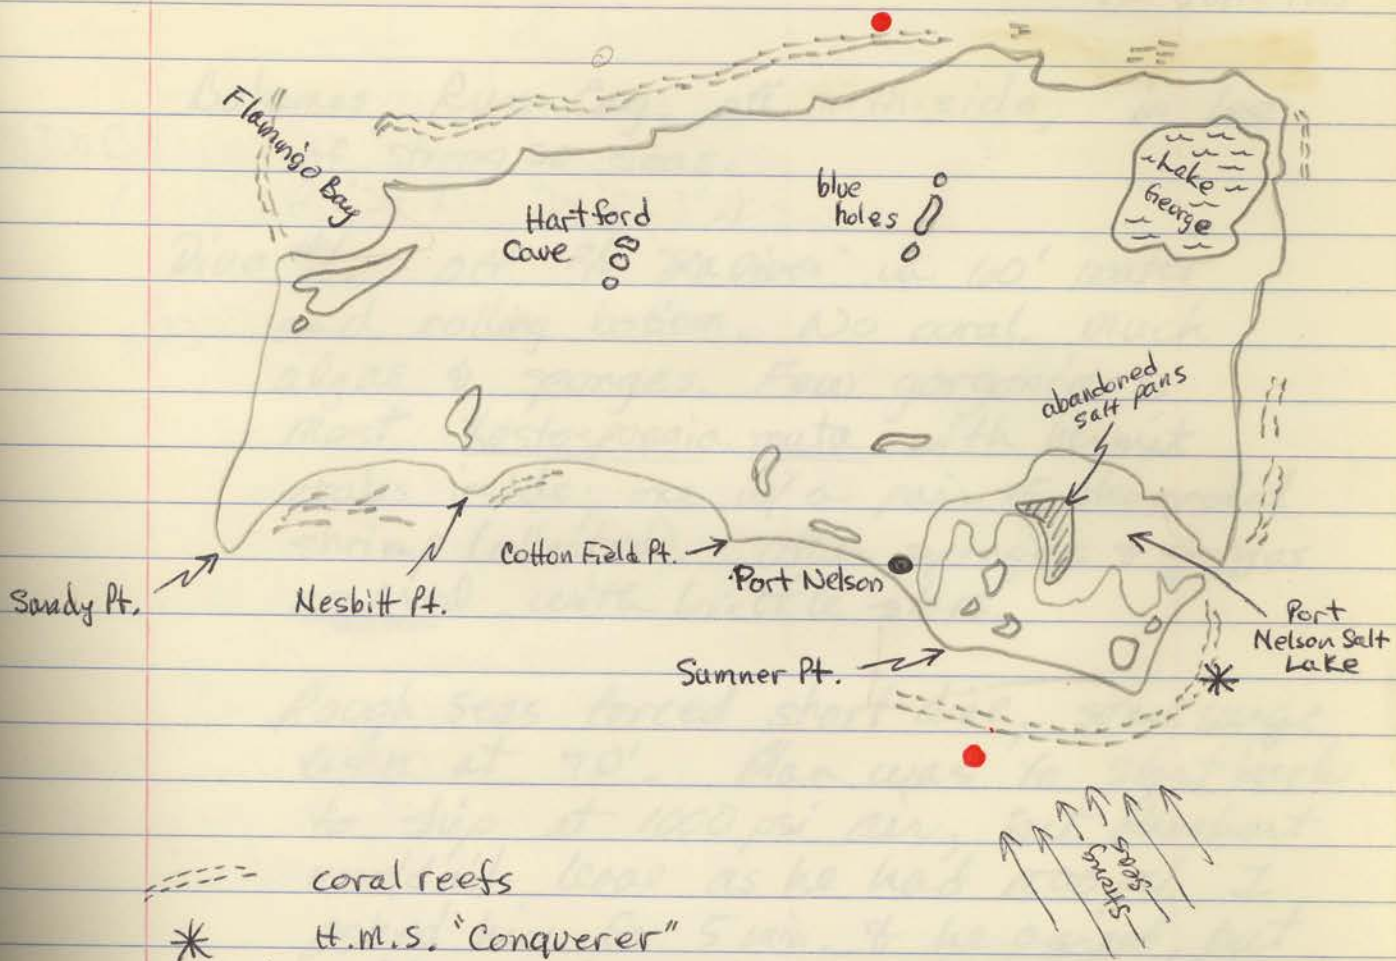 Flamingo Bay
Hartford
Cave
blue
holes
Lake
George
abandoned
salt pans
Sandy Pt.
Nesbitt Pt.
Cotton Field Pt.
Port Nelson
Sumner Pt.
Port
Nelson Salt
Lake
strong
seas
coral reefs
H.M.S. "Conquerer"